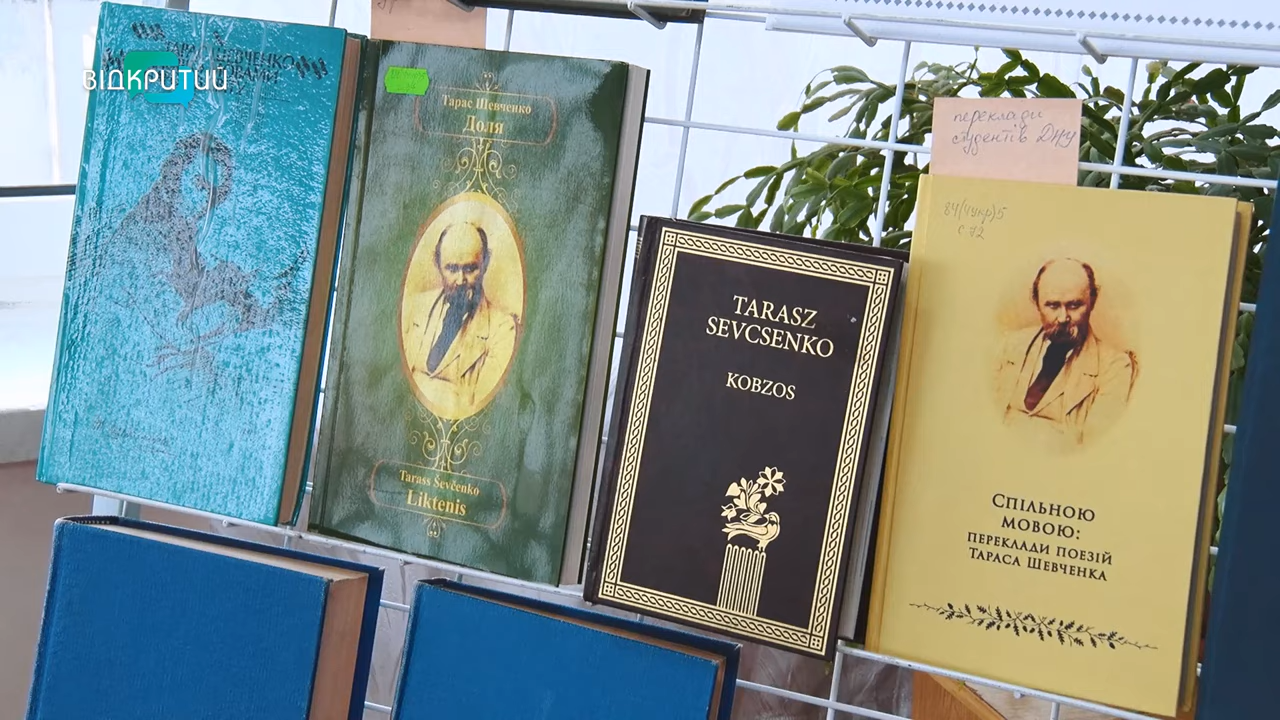 ВІДКРИТИЙ
Тарас Шевченко
Доля
Tarass Ševčenko
Liktenis
TARASZ
SEVCSENKO
KOBZOS
переклади
студентів ДНУ
84(4укр)5
С 72
Спільною
мовою:
переклади поезій
Тараса Шевченка